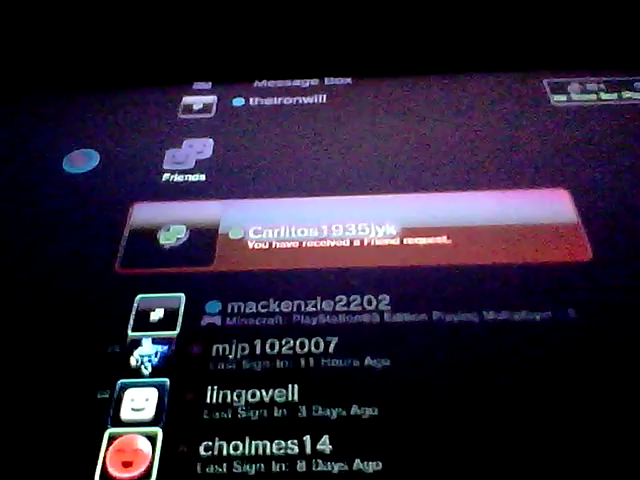 Message Box
theironwill
Friends
Carlitos1935jyk
You have received a Friend request.
mackenzie2202
Minecraft: PlayStation®3 Edition Playing Multiplayer
mjp102007
Last Sign In: 11 Hours Ago
lingovell
Last Sign In: 3 Days Ago
cholmes14
Last Sign In: 8 Days Ago